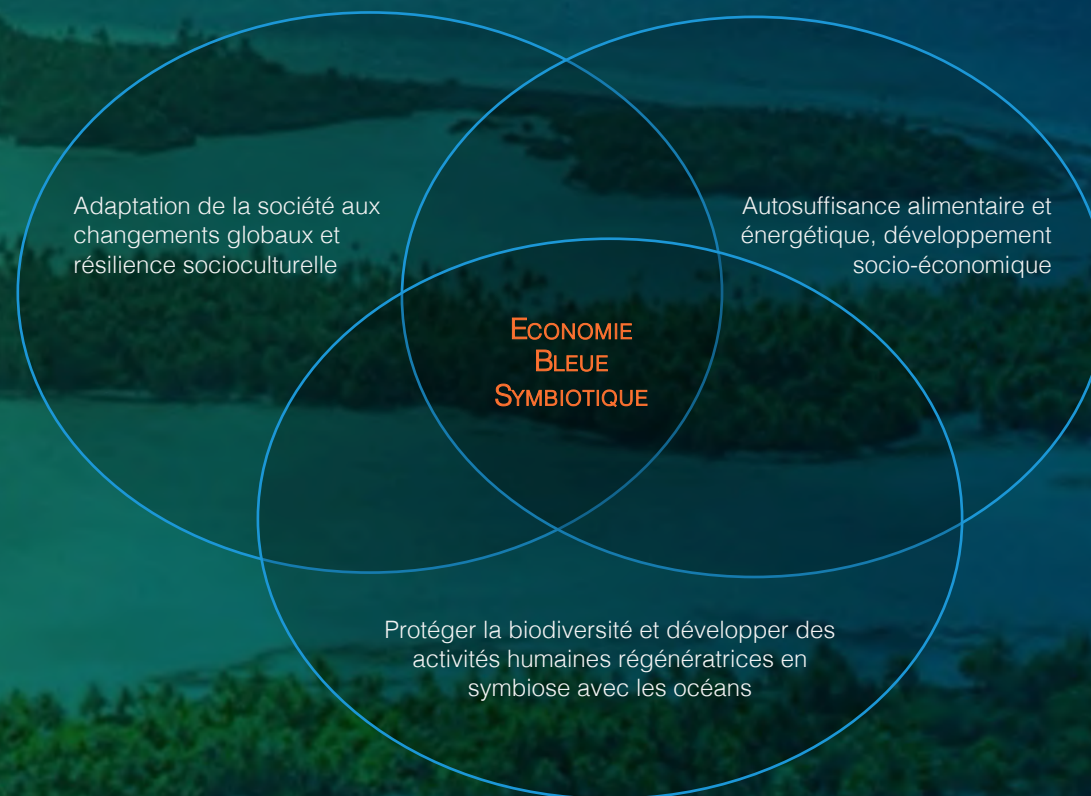 Adaptation de la société aux
changements globaux et
résilience socioculturelle
Autosuffisance alimentaire et
énergétique, développement
socio-économique
ECONOMIE
BLEUE
SYMBIOTIQUE
Protéger la biodiversité et développer des
activités humaines régénératrices en
symbiose avec les océans